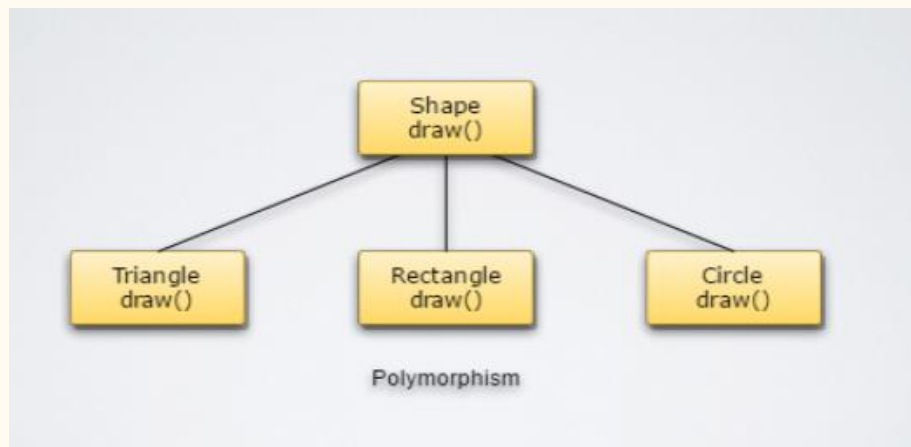 Shape
draw()
Triangle
draw()
Rectangle
draw()
Circle
draw()
Polymorphism